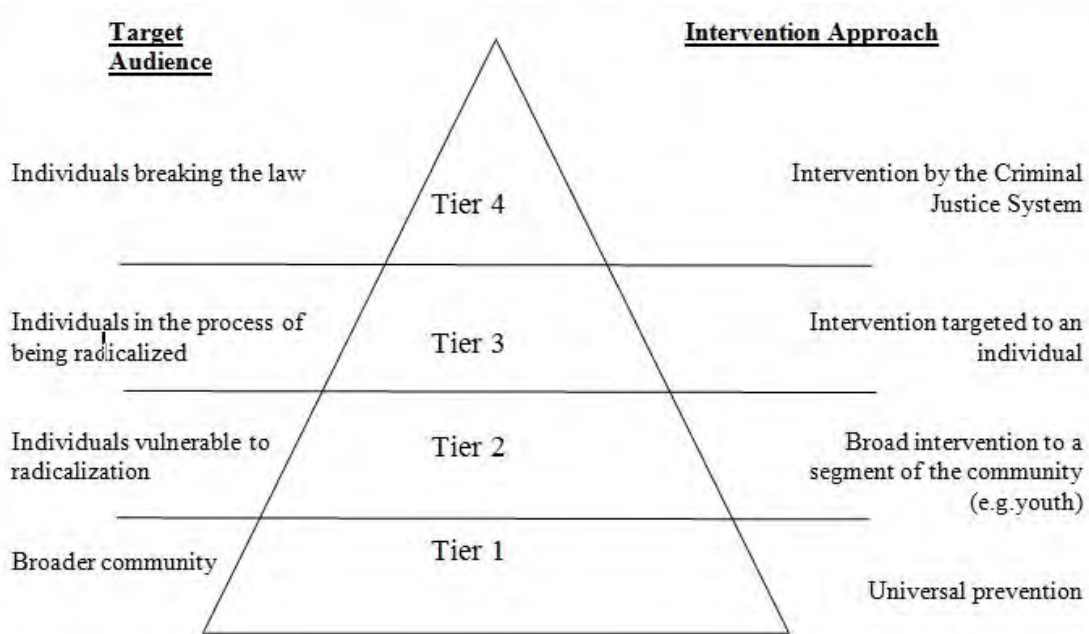 Target
Audience
Intervention Approach
Individuals breaking the law
Tier 4
Intervention by the Criminal
Justice System
Individuals in the process of
being radicalized
Tier 3
Intervention targeted to an
individual
Individuals vulnerable to
radicalization
Tier 2
Broad intervention to a
segment of the community
(e.g.youth)
Broader community
Tier 1
Universal prevention